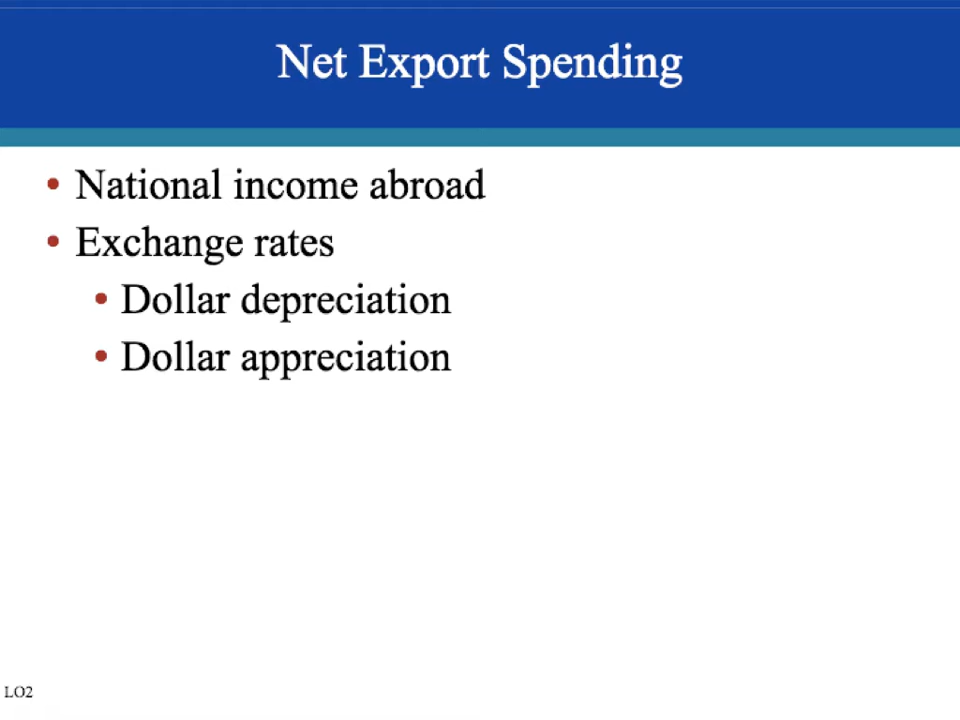 Net Export Spending
• National income abroad
• Exchange rates
• Dollar depreciation
• Dollar appreciation
LO2